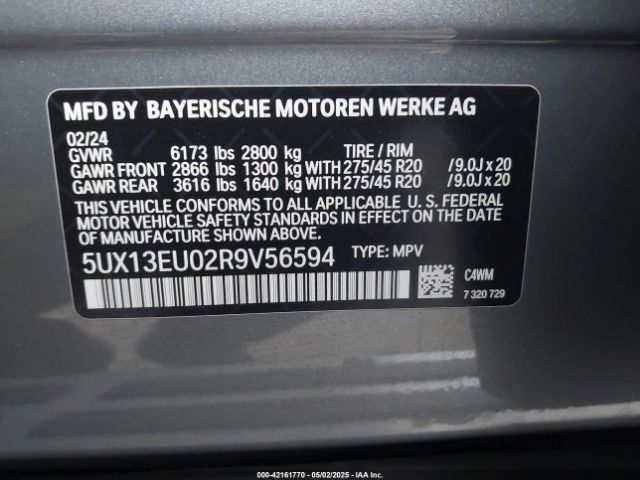 MFD BY BAYERISCHE MOTOREN WERKE AG
02/24
GVWR 6173 lbs 2800 kg TIRE / RIM
GAWR FRONT 2866 lbs 1300 kg WITH 275/45 R20 /9.0J x 20
GAWR REAR 3616 lbs 1640 kg WITH 275/45 R20 /9.0J x 20
THIS VEHICLE CONFORMS TO ALL APPLICABLE U. S. FEDERAL
MOTOR VEHICLE SAFETY STANDARDS IN EFFECT ON THE DATE
OF MANUFACTURE SHOWN ABOVE.
5UX13EU02R9V56594 TYPE: MPV
C4WM
7 320 729
000-42161770 - 05/02/2025 - IAAI.COM